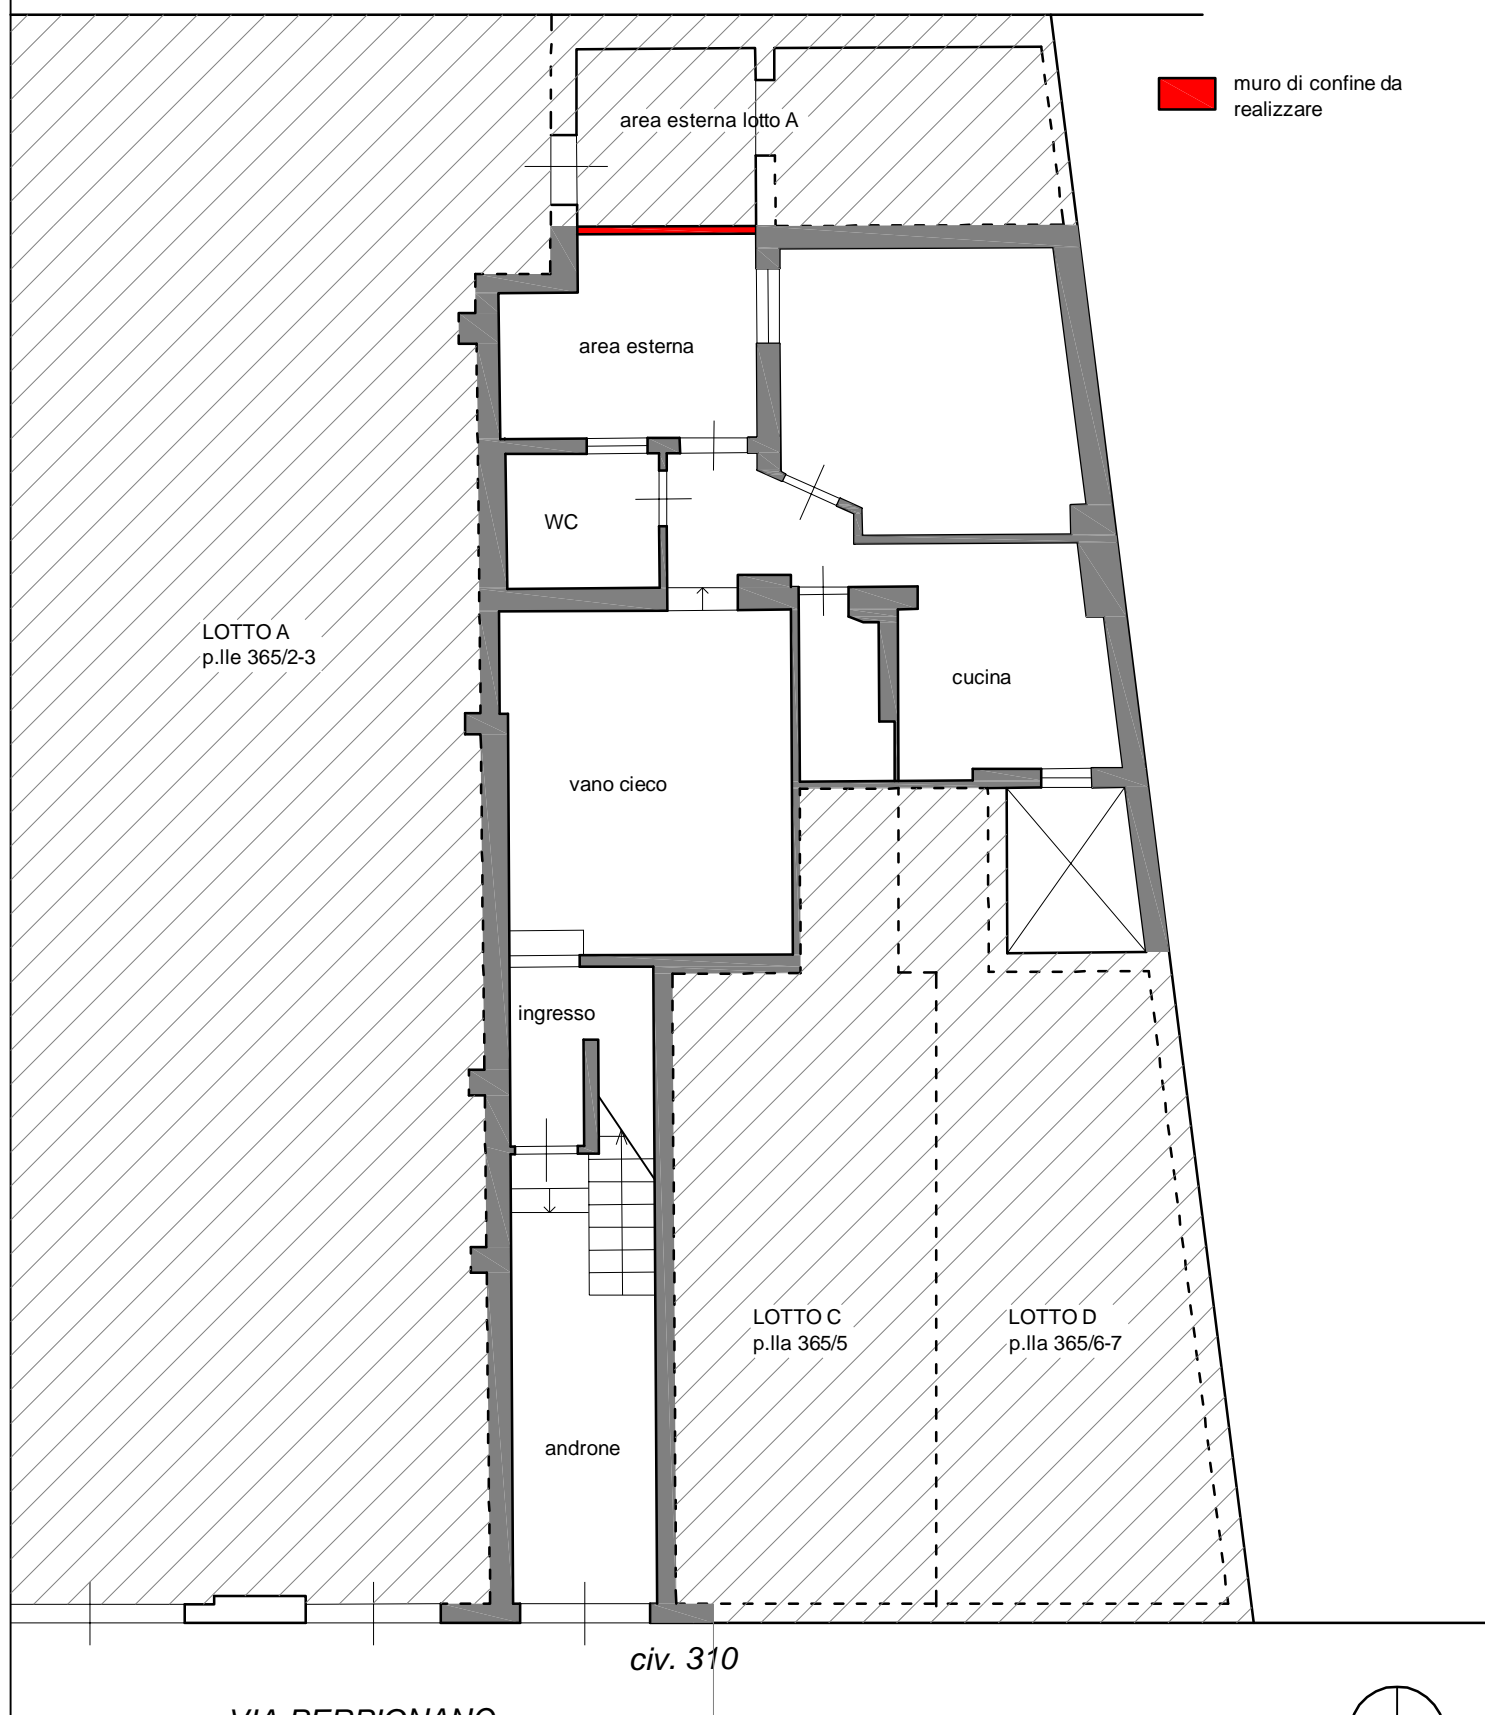 muro di confine da
realizzare
area esterna lotto A
area esterna
WC
LOTTO A
p.lle 365/2-3
cucina
vano cieco
ingresso
LOTTO C
p.lla 365/5
LOTTO D
p.lla 365/6-7
androne
civ. 310